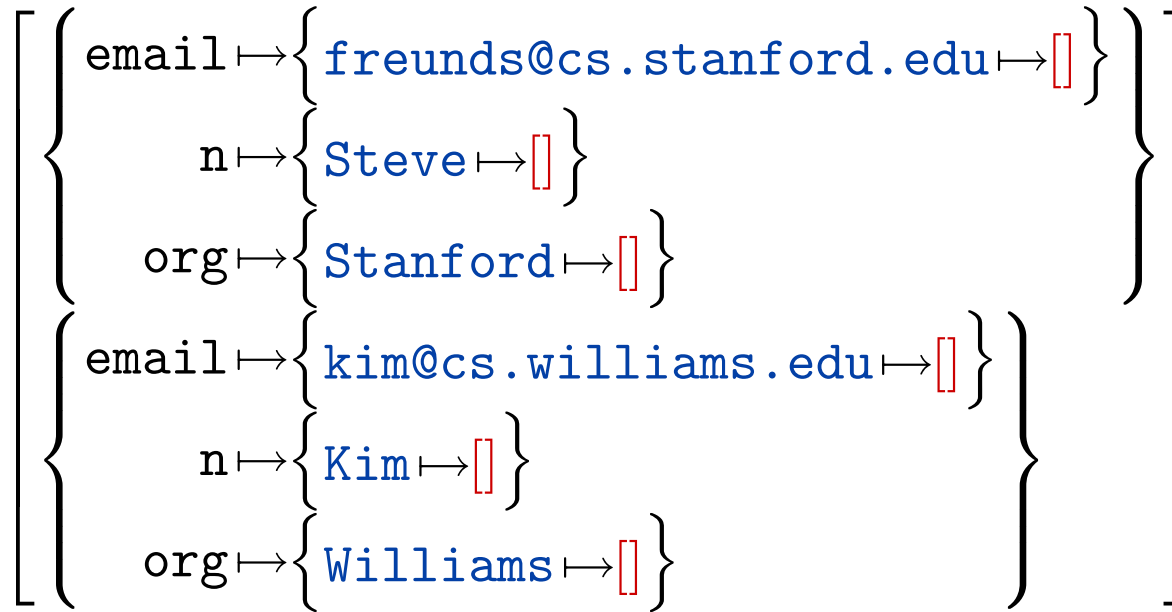 [{email ↦ {freunds@cs.stanford.edu ↦ []}
n ↦ {Steve ↦ []}
org ↦ {Stanford ↦ []}}
{email ↦ {kim@cs.williams.edu ↦ []}
n ↦ {Kim ↦ []}
org ↦ {Williams ↦ []}}]